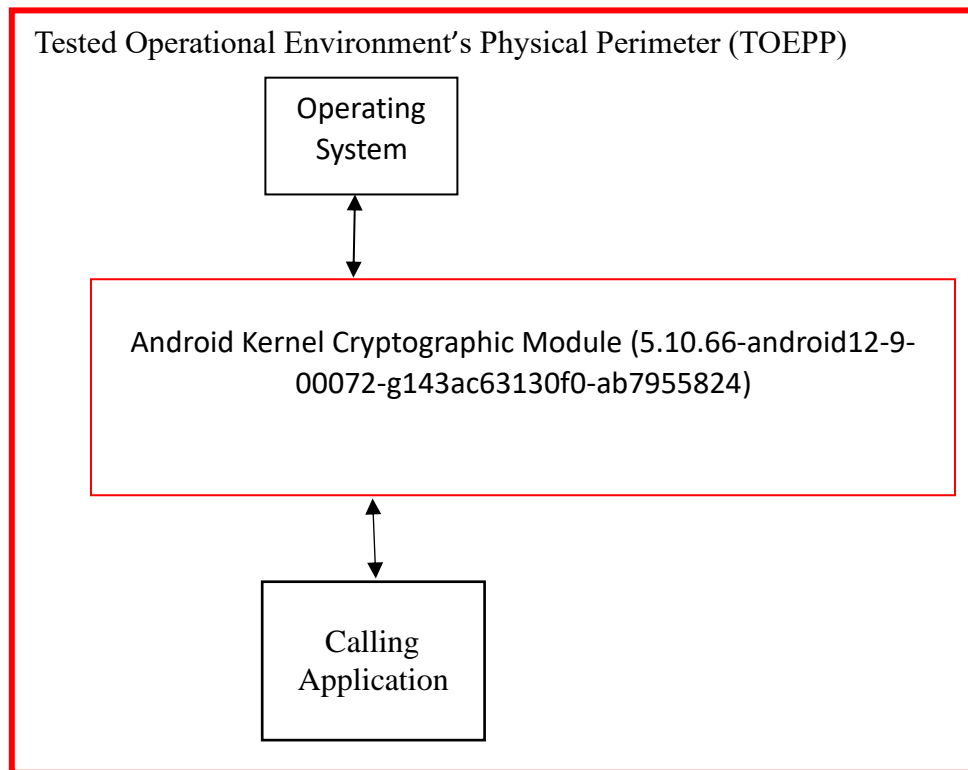 Tested Operational Environment’s Physical Perimeter (TOEPP)
Operating
System
Android Kernel Cryptographic Module (5.10.66-android12-9-
00072-g143ac63130f0-ab7955824)
Calling
Application